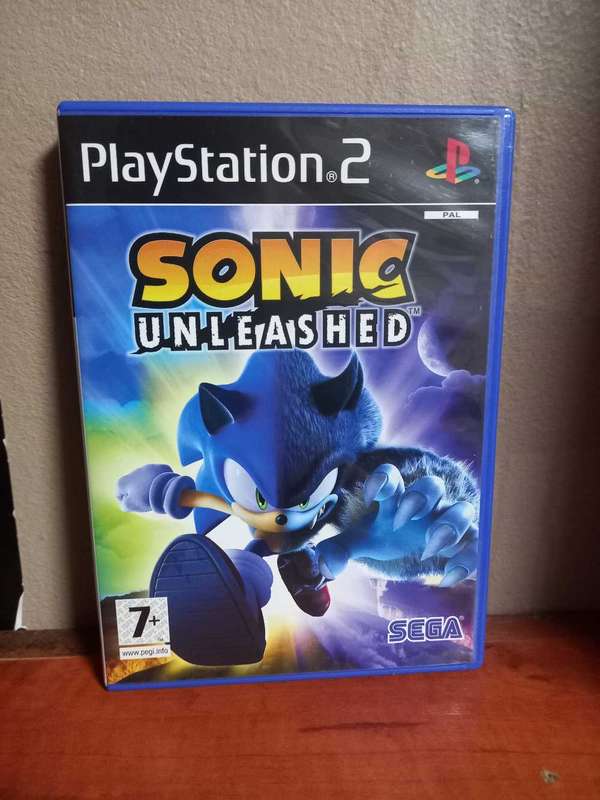 PlayStation®2
PAL
SONIC
UNLEASHED™
7+
www.pegi.info
SEGA